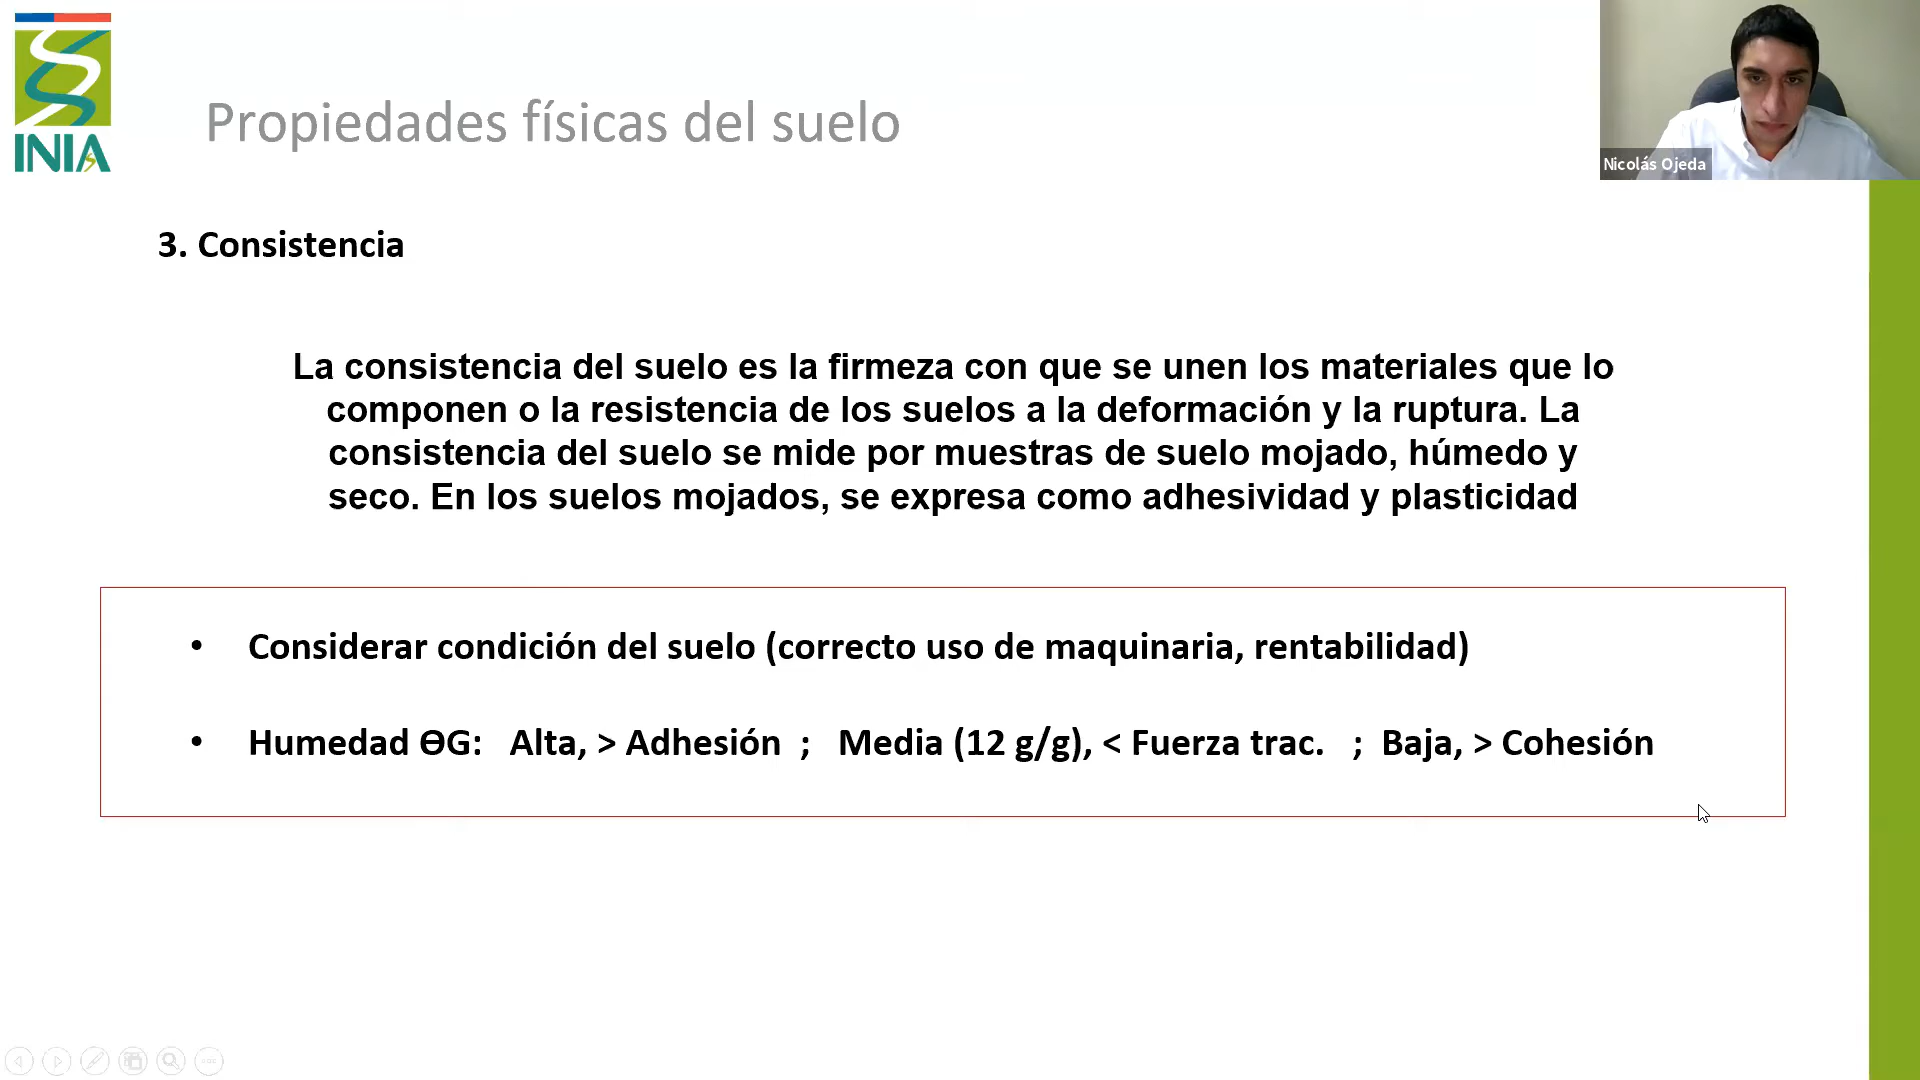 INIA
Propiedades físicas del suelo
Nicolás Ojeda
3. Consistencia
La consistencia del suelo es la firmeza con que se unen los materiales que lo
componen o la resistencia de los suelos a la deformación y la ruptura. La
consistencia del suelo se mide por muestras de suelo mojado, húmedo y
seco. En los suelos mojados, se expresa como adhesividad y plasticidad
• Considerar condición del suelo (correcto uso de maquinaria, rentabilidad)
• Humedad ϴG: Alta, > Adhesión ; Media (12 g/g), < Fuerza trac. ; Baja, > Cohesión